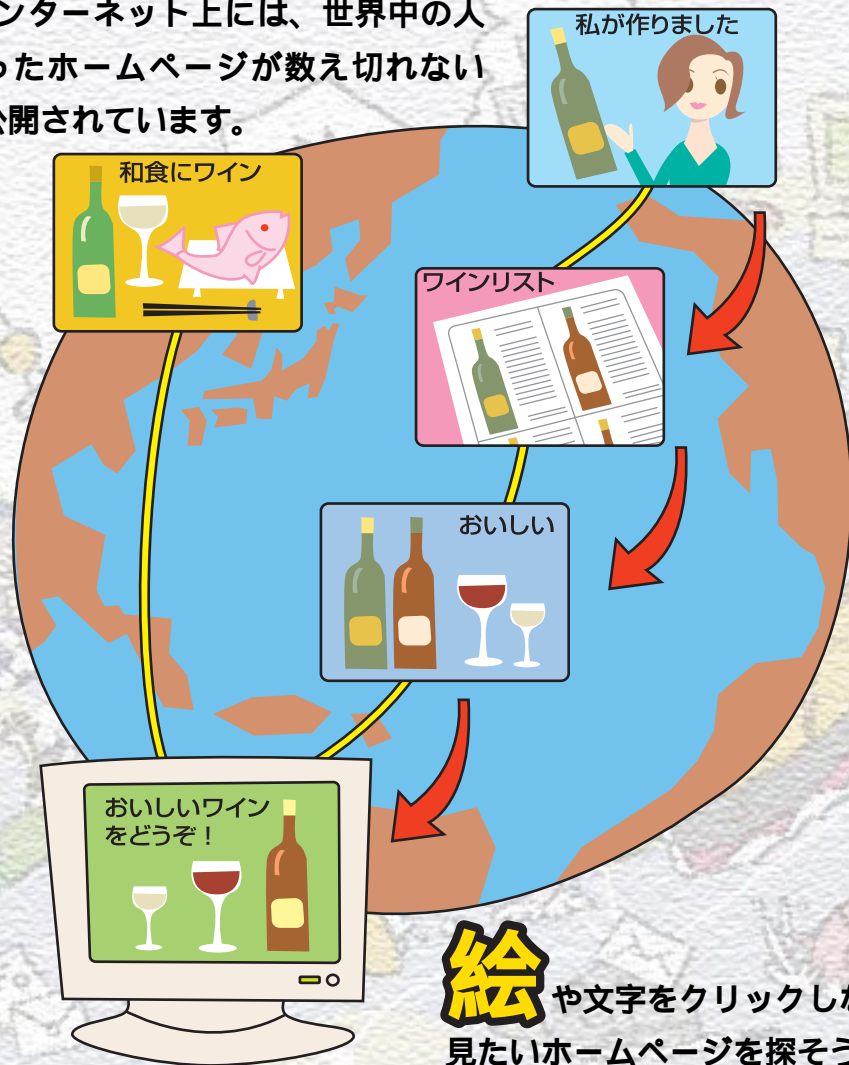 ンターネット上には、世界中の人
ったホームページが数え切れない
公開されています。
私が作りました
和食にワイン
ワインリスト
おいしい
おいしいワイン
をどうぞ！
絵や文字をクリックしな
見たいホームページを探そう